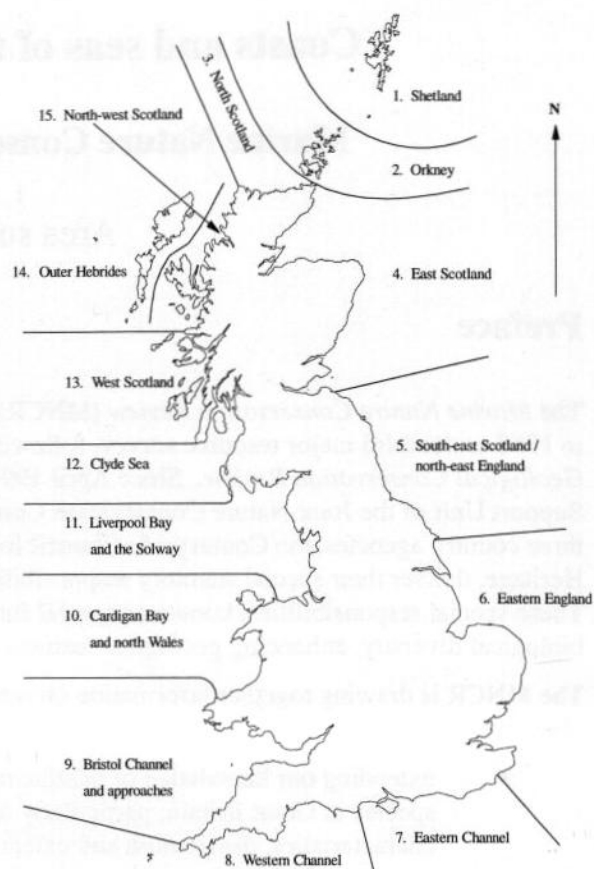 1. Shetland
3. North Scotland
15. North-west Scotland
N
2. Orkney
14. Outer Hebrides
4. East Scotland
13. West Scotland
5. South-east Scotland/
north-east England
12. Clyde Sea
11. Liverpool Bay
and the Solway
6. Eastern England
10. Cardigan Bay
and north Wales
9. Bristol Channel
and approaches
7. Eastern Channel
8. Western Channel